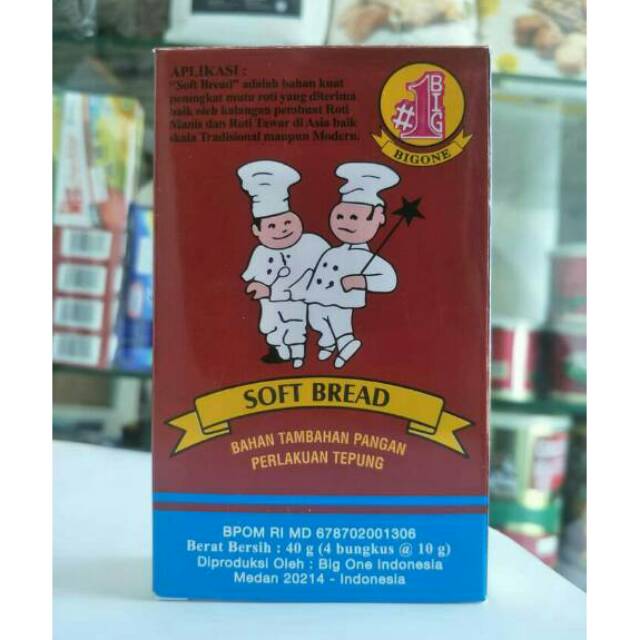 APLIKASI :
"Soft Bread" adalah bahan kuat
peningkat mutu roti yang diterima
baik oleh kalangan pembuat Roti
Manis dan Roti Tawar di Asia baik
skala Tradisional maupun Modern.
#1 BIG
BIGONE
SOFT BREAD
BAHAN TAMBAHAN PANGAN
PERLAKUAN TEPUNG
BPOM RI MD 678702001306
Berat Bersih : 40 g (4 bungkus @ 10 g)
Diproduksi Oleh : Big One Indonesia
Medan 20214 - Indonesia